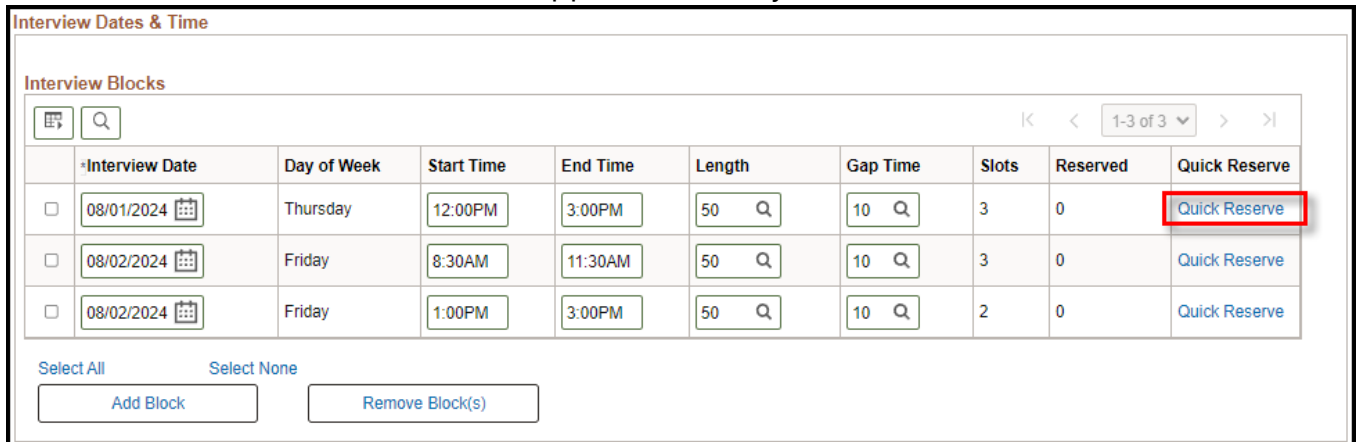 Interview Dates & Time
Interview Blocks
1-3 of 3
*Interview Date Day of Week Start Time End Time Length Gap Time Slots Reserved Quick Reserve
08/01/2024 Thursday 12:00PM 3:00PM 50 10 3 0 Quick Reserve
08/02/2024 Friday 8:30AM 11:30AM 50 10 3 0 Quick Reserve
08/02/2024 Friday 1:00PM 3:00PM 50 10 2 0 Quick Reserve
Select All Select None
Add Block Remove Block(s)